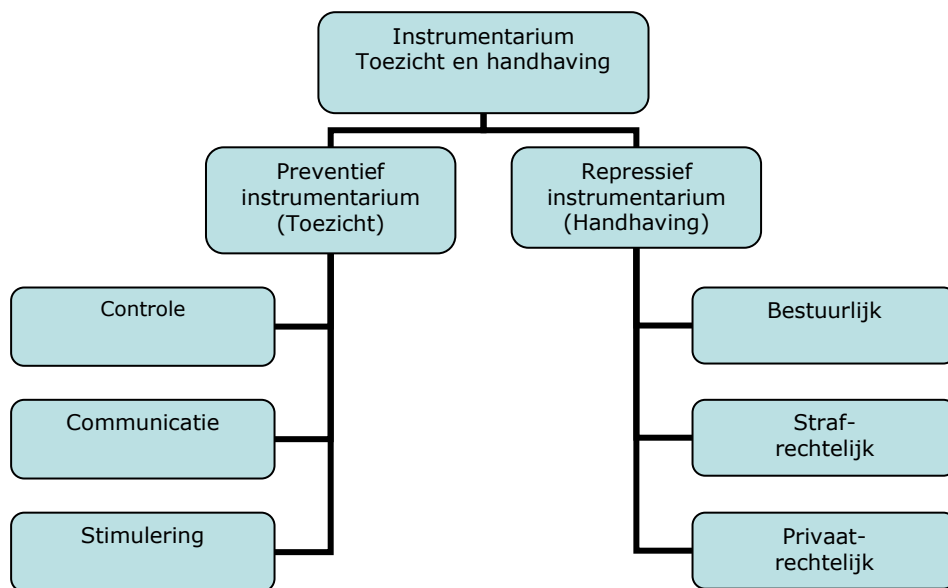 Instrumentarium
Toezicht en handhaving
Preventief
instrumentarium
(Toezicht)
Repressief
instrumentarium
(Handhaving)
Controle
Communicatie
Stimulering
Bestuurlijk
Straf-
rechtelijk
Privaat-
rechtelijk